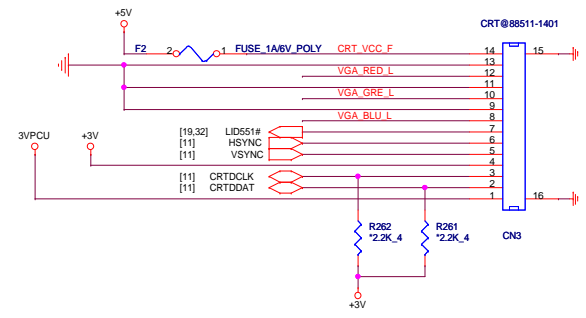 +5V
CRT@88511-1401
F2 2 1 FUSE_1A/6V_POLY CRT_VCC_F 14 15
13
VGA_RED_L 12
11
VGA_GRE_L 10
9
VGA_BLU_L 8
[19,32] LID551# 7
3VPCU +3V [11] HSYNC 6
[11] VSYNC 5
4
[11] CRTDCLK 3
[11] CRTDDAT 2
1 16
R262 R261
*2.2K_4 *2.2K_4 CN3
+3V